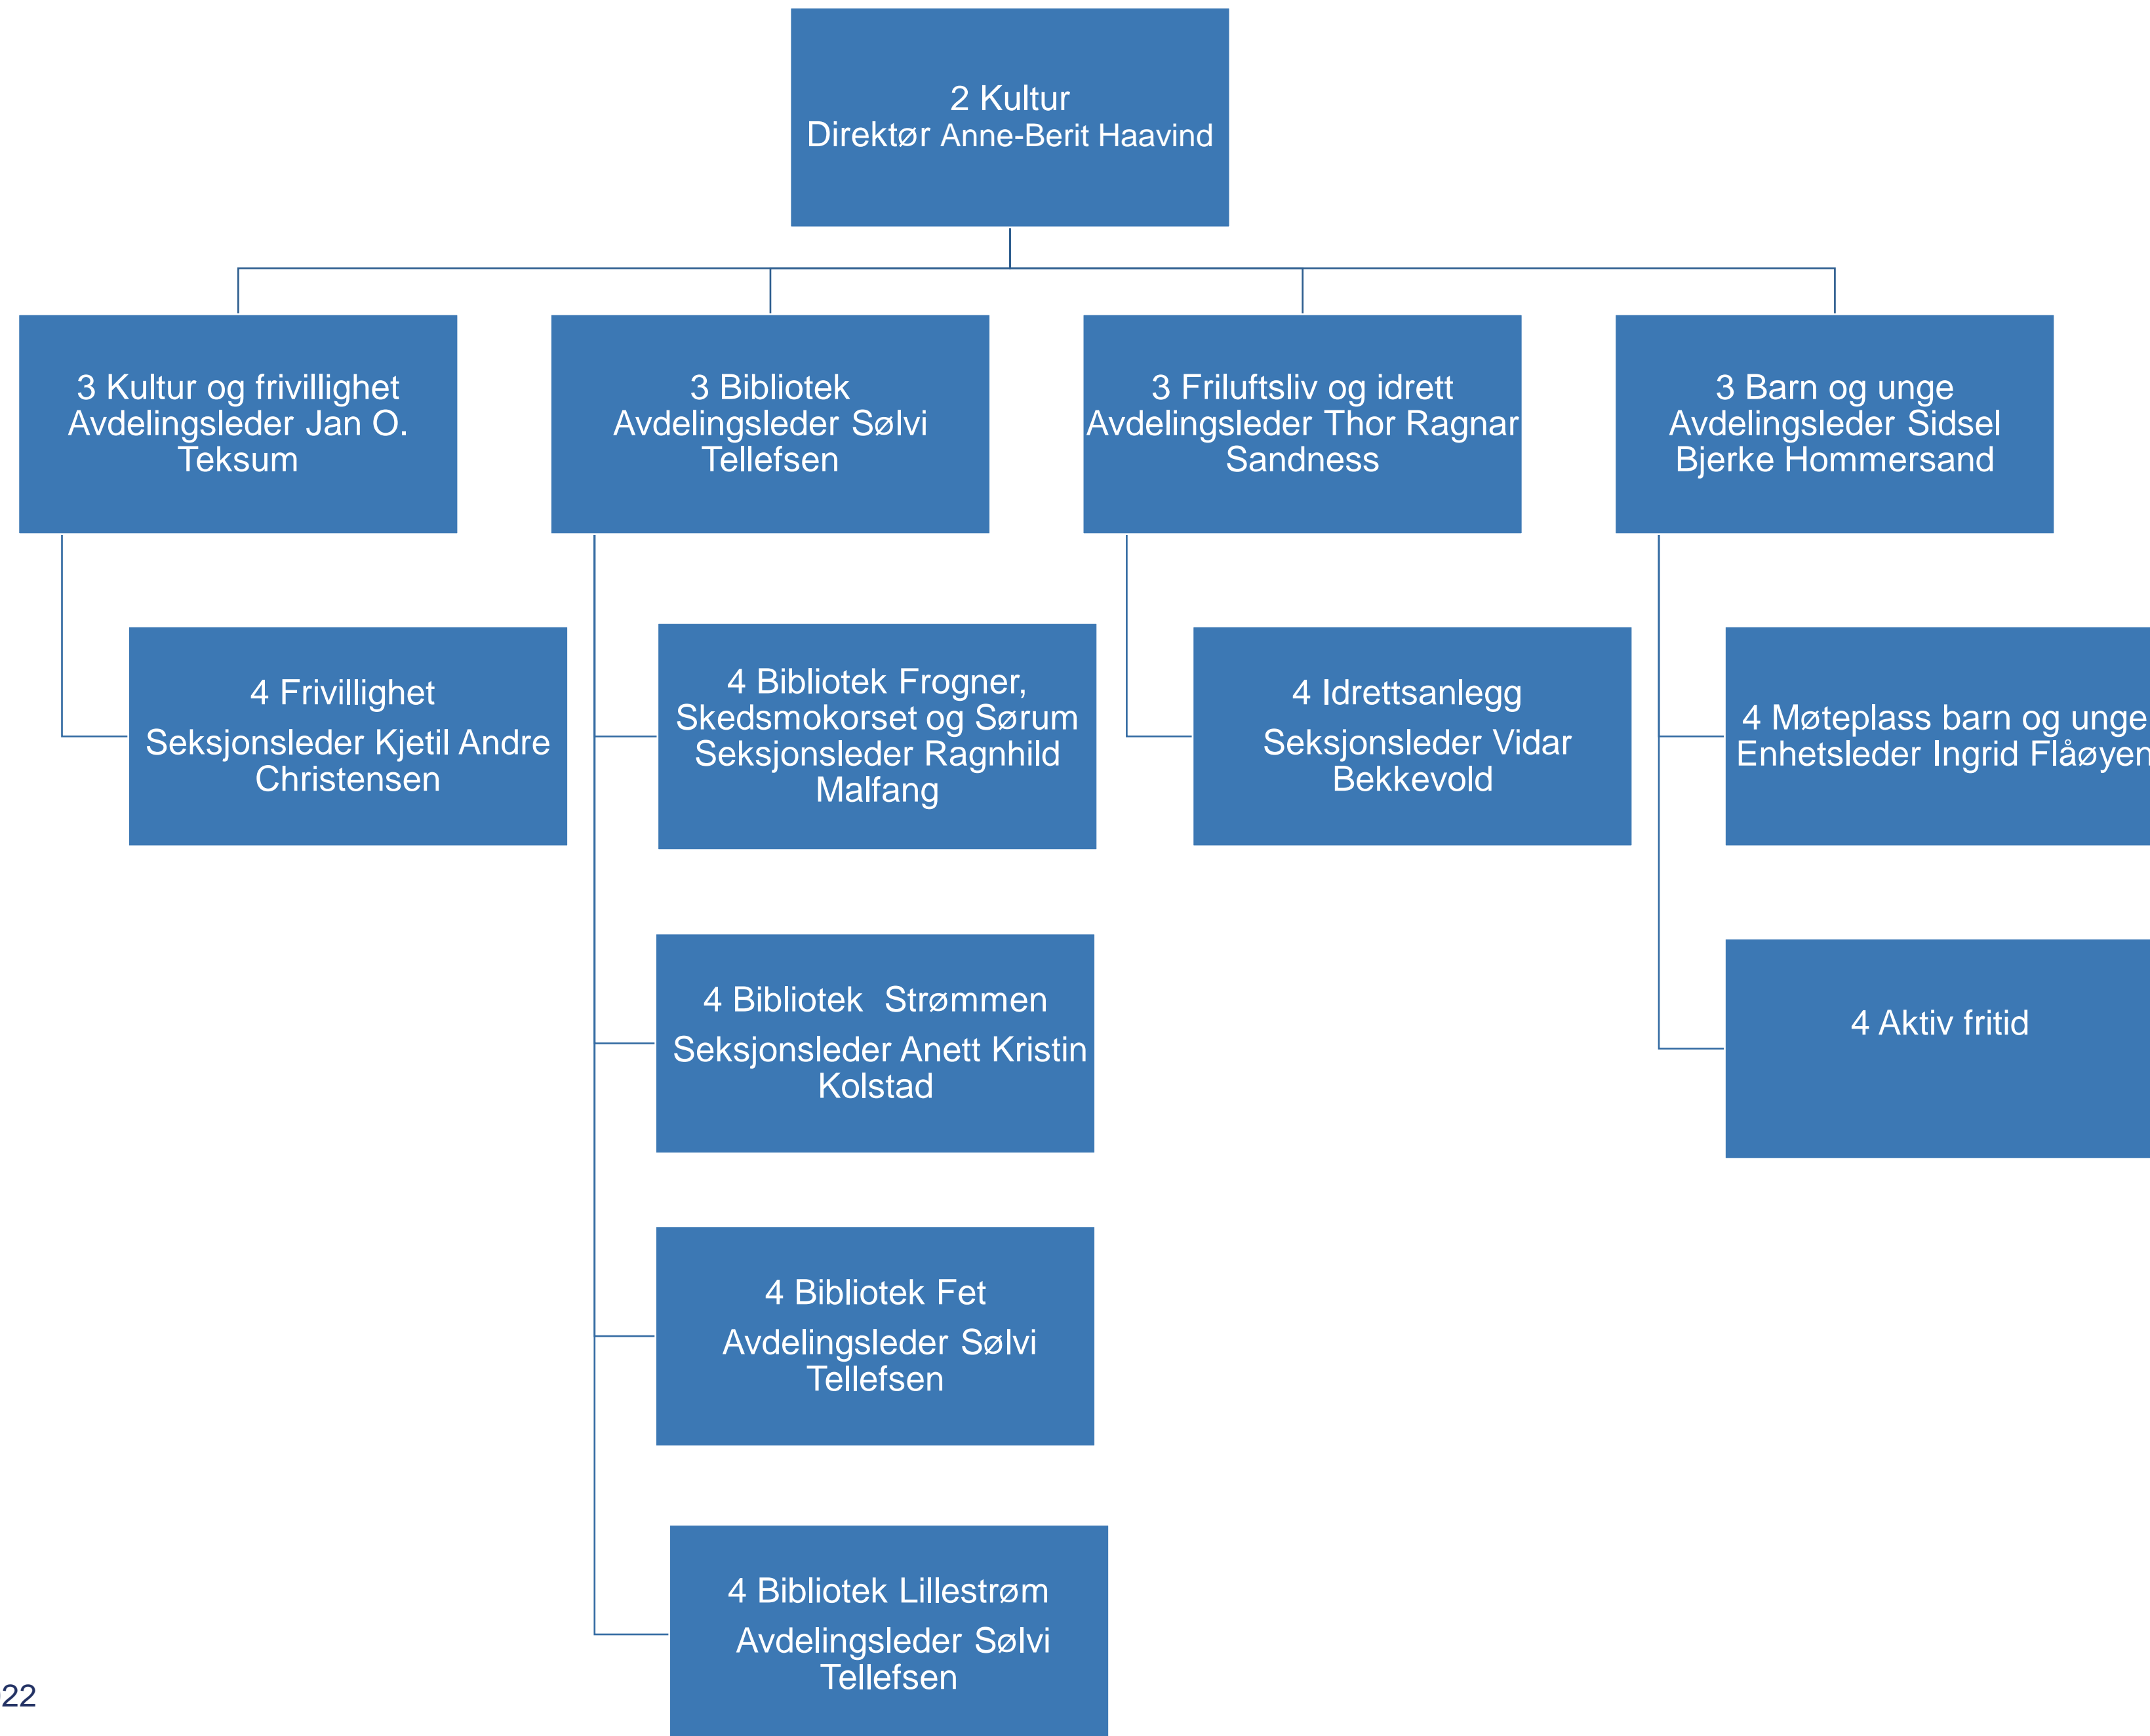 2 Kultur
Direktør Anne-Berit Haavind
3 Kultur og frivillighet
Avdelingsleder Jan O.
Teksum
3 Bibliotek
Avdelingsleder Sølvi
Tellefsen
3 Friluftsliv og idrett
Avdelingsleder Thor Ragnar
Sandness
3 Barn og unge
Avdelingsleder Sidsel
Bjerke Hommersand
4 Frivillighet
Seksjonsleder Kjetil Andre
Christensen
4 Bibliotek Frogner,
Skedsmokorset og Sørum
Seksjonsleder Ragnhild
Malfang
4 Idrettsanlegg
Seksjonsleder Vidar
Bekkevold
4 Møteplass barn og unge
Enhetsleder Ingrid Flåøyen
4 Bibliotek Strømmen
Seksjonsleder Anett Kristin
Kolstad
4 Aktiv fritid
4 Bibliotek Fet
Avdelingsleder Sølvi
Tellefsen
4 Bibliotek Lillestrøm
Avdelingsleder Sølvi
Tellefsen
22